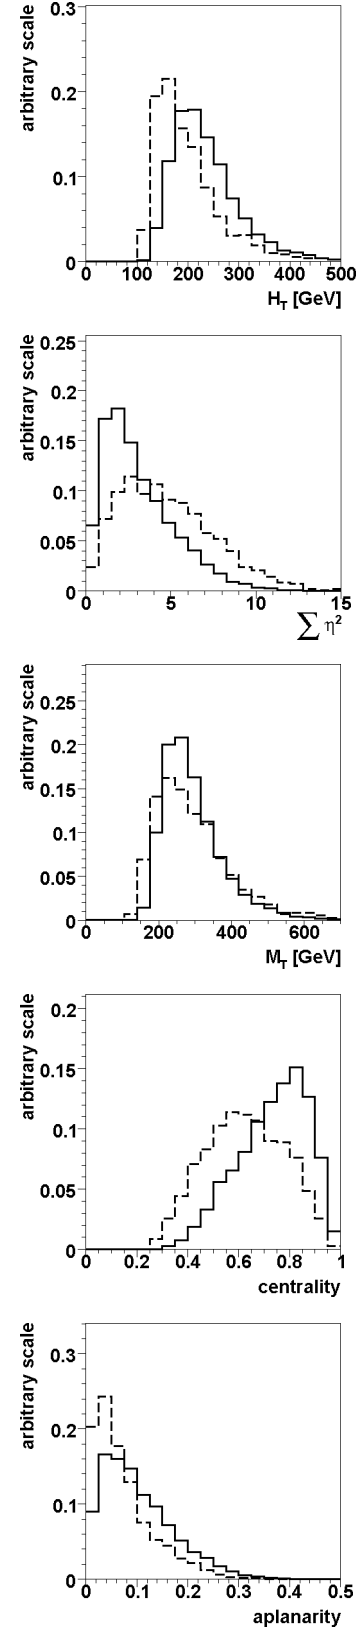 arbitrary scale
0.3
0.2
0.1
0
0 100 200 300 400 500
H_T [GeV]
arbitrary scale
0.25
0.2
0.15
0.1
0.05
0
0 5 10 15
∑ η²
arbitrary scale
0.25
0.2
0.15
0.1
0.05
0
0 200 400 600
M_T [GeV]
arbitrary scale
0.2
0.15
0.1
0.05
0
0 0.2 0.4 0.6 0.8 1
centrality
arbitrary scale
0.3
0.2
0.1
0
0 0.1 0.2 0.3 0.4 0.5
aplanarity